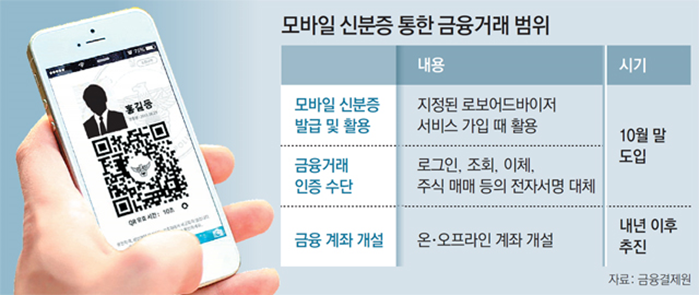 모바일 신분증 통한 금융거래 범위
내용
시기
모바일 신분증
발급 및 활용
지정된 로보어드바이저
서비스 가입 때 활용
10월 말
도입
금융거래
인증 수단
로그인, 조회, 이체,
주식 매매 등의 전자서명 대체
금융 계좌 개설
온·오프라인 계좌 개설
내년 이후
추진
자료: 금융결제원
홍길동
QR 유효 시간 : 10초